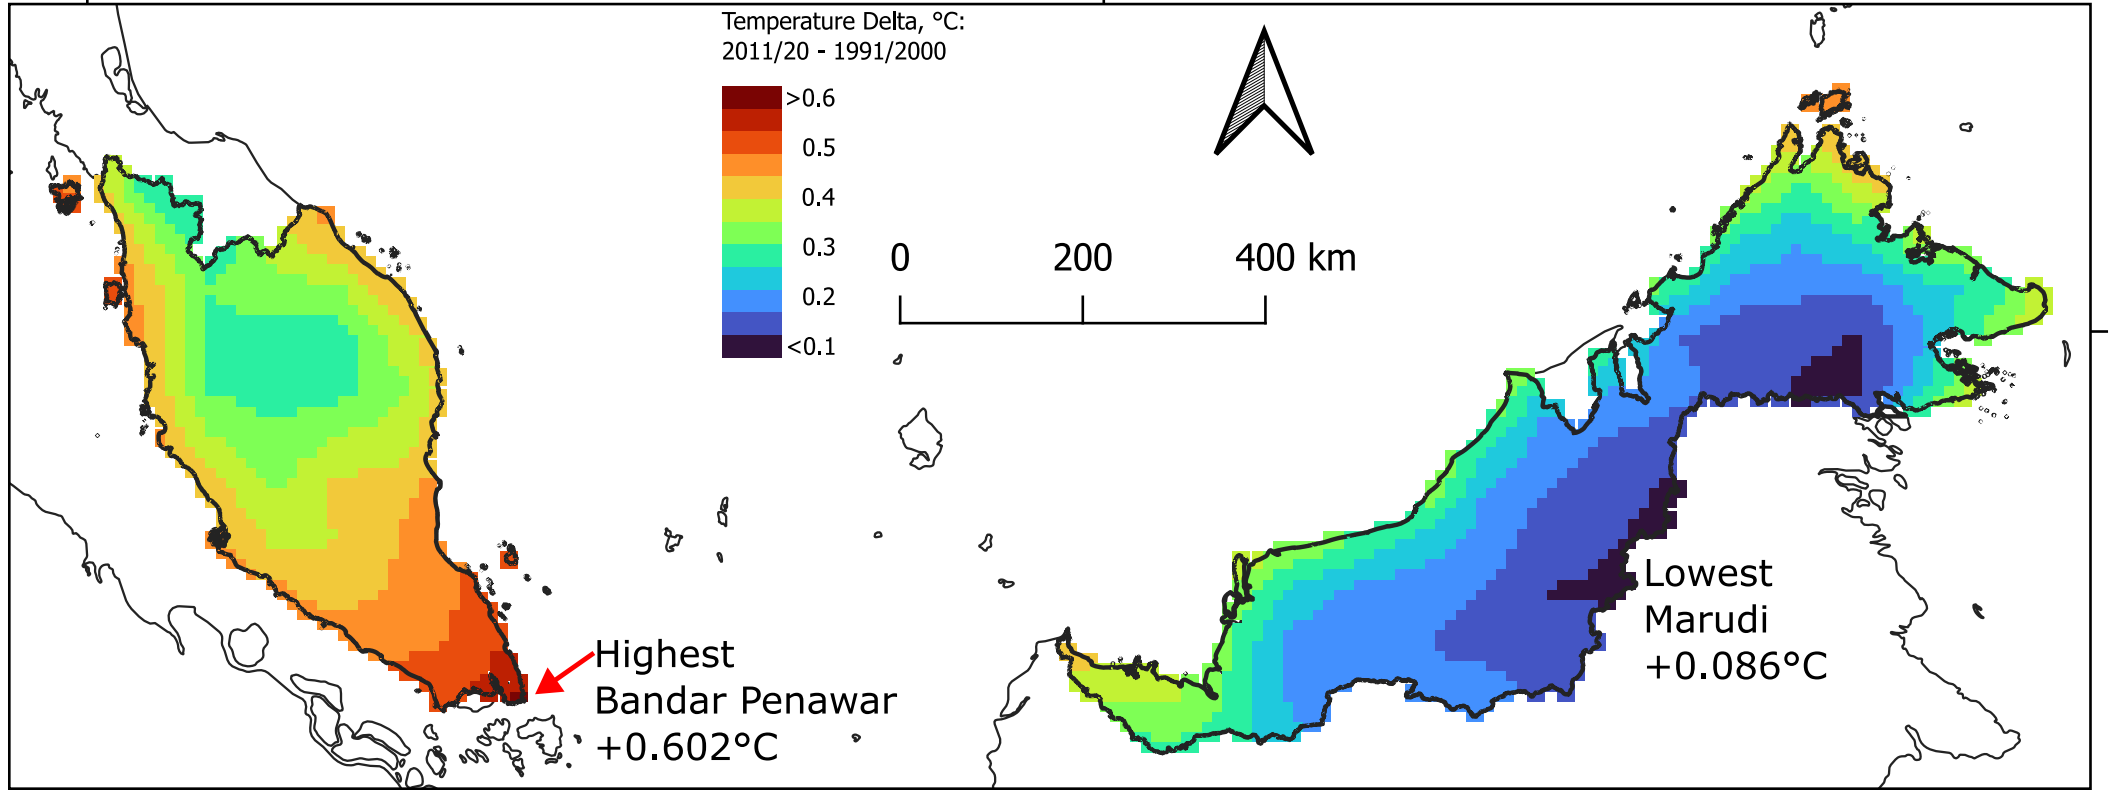 Temperature Delta, °C:
2011/20 - 1991/2000
>0.6
0.5
0.4
0.3
0.2
<0.1
0 200 400 km
Highest
Bandar Penawar
+0.602°C
Lowest
Marudi
+0.086°C